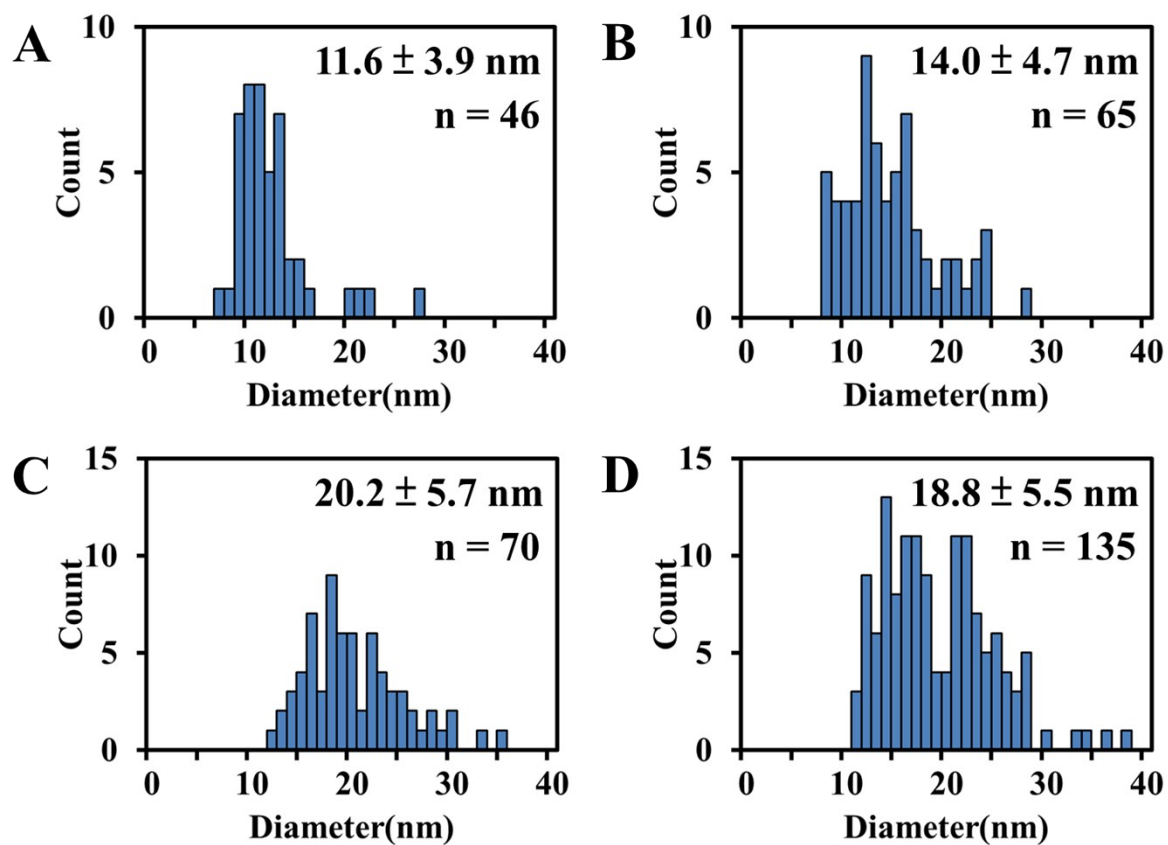 A
10
5
0
Count
11.6 ± 3.9 nm
n = 46
0 10 20 30 40
Diameter(nm)
B
10
5
0
Count
14.0 ± 4.7 nm
n = 65
0 10 20 30 40
Diameter(nm)
C
15
10
5
0
Count
20.2 ± 5.7 nm
n = 70
0 10 20 30 40
Diameter(nm)
D
15
10
5
0
Count
18.8 ± 5.5 nm
n = 135
0 10 20 30 40
Diameter(nm)